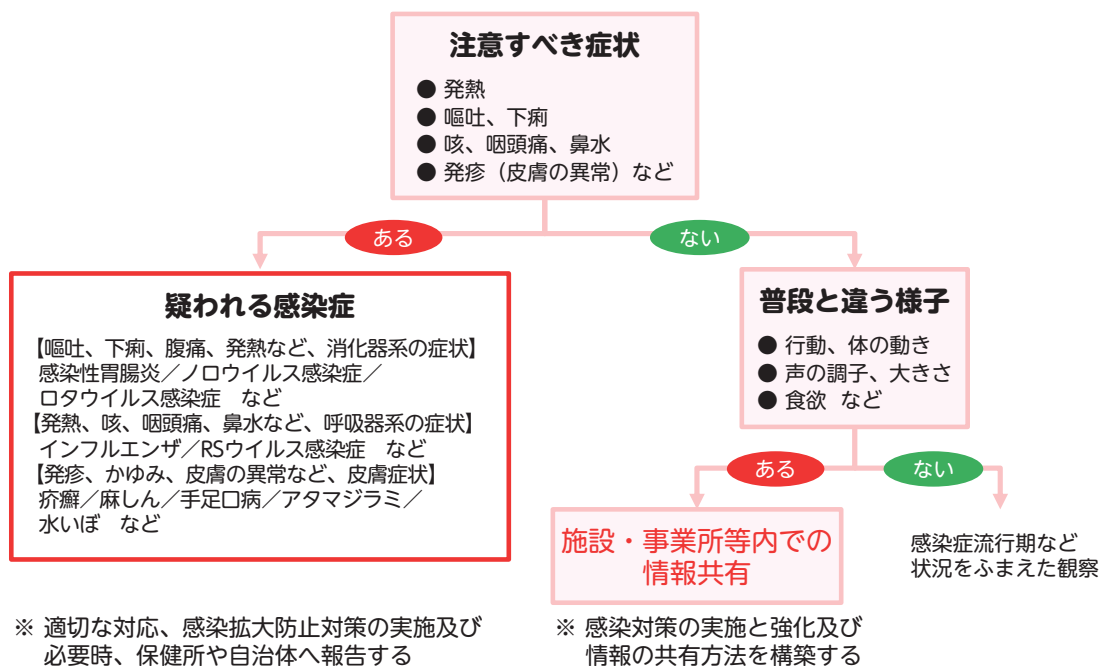 注意すべき症状
● 発熱
● 嘔吐、下痢
● 咳、咽頭痛、鼻水
● 発疹（皮膚の異常）など
ある
ない
疑われる感染症
【嘔吐、下痢、腹痛、発熱など、消化器系の症状】
感染性胃腸炎／ノロウイルス感染症／
ロタウイルス感染症　など
【発熱、咳、咽頭痛、鼻水など、呼吸器系の症状】
インフルエンザ／RSウイルス感染症　など
【発疹、かゆみ、皮膚の異常など、皮膚症状】
疥癬／麻しん／手足口病／アタマジラミ／
水いぼ　など
※ 適切な対応、感染拡大防止対策の実施及び
必要時、保健所や自治体へ報告する
普段と違う様子
● 行動、体の動き
● 声の調子、大きさ
● 食欲 など
ある
ない
施設・事業所等内での
情報共有
※ 感染対策の実施と強化及び
情報の共有方法を構築する
感染症流行期など
状況をふまえた観察